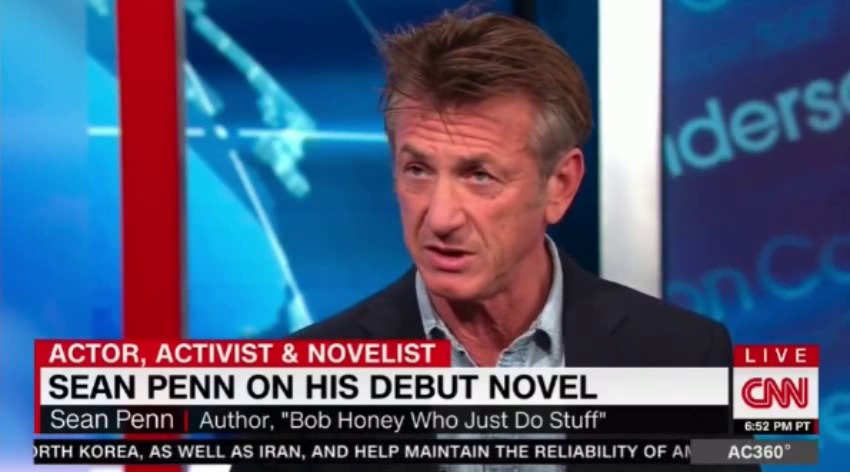 ACTOR, ACTIVIST & NOVELIST
LIVE
SEAN PENN ON HIS DEBUT NOVEL
CNN
Sean Penn | Author, "Bob Honey Who Just Do Stuff"
6:52 PM PT
KOREA, AS WELL AS IRAN, AND HELP MAINTAIN THE RELIABILITY OF
AC360°